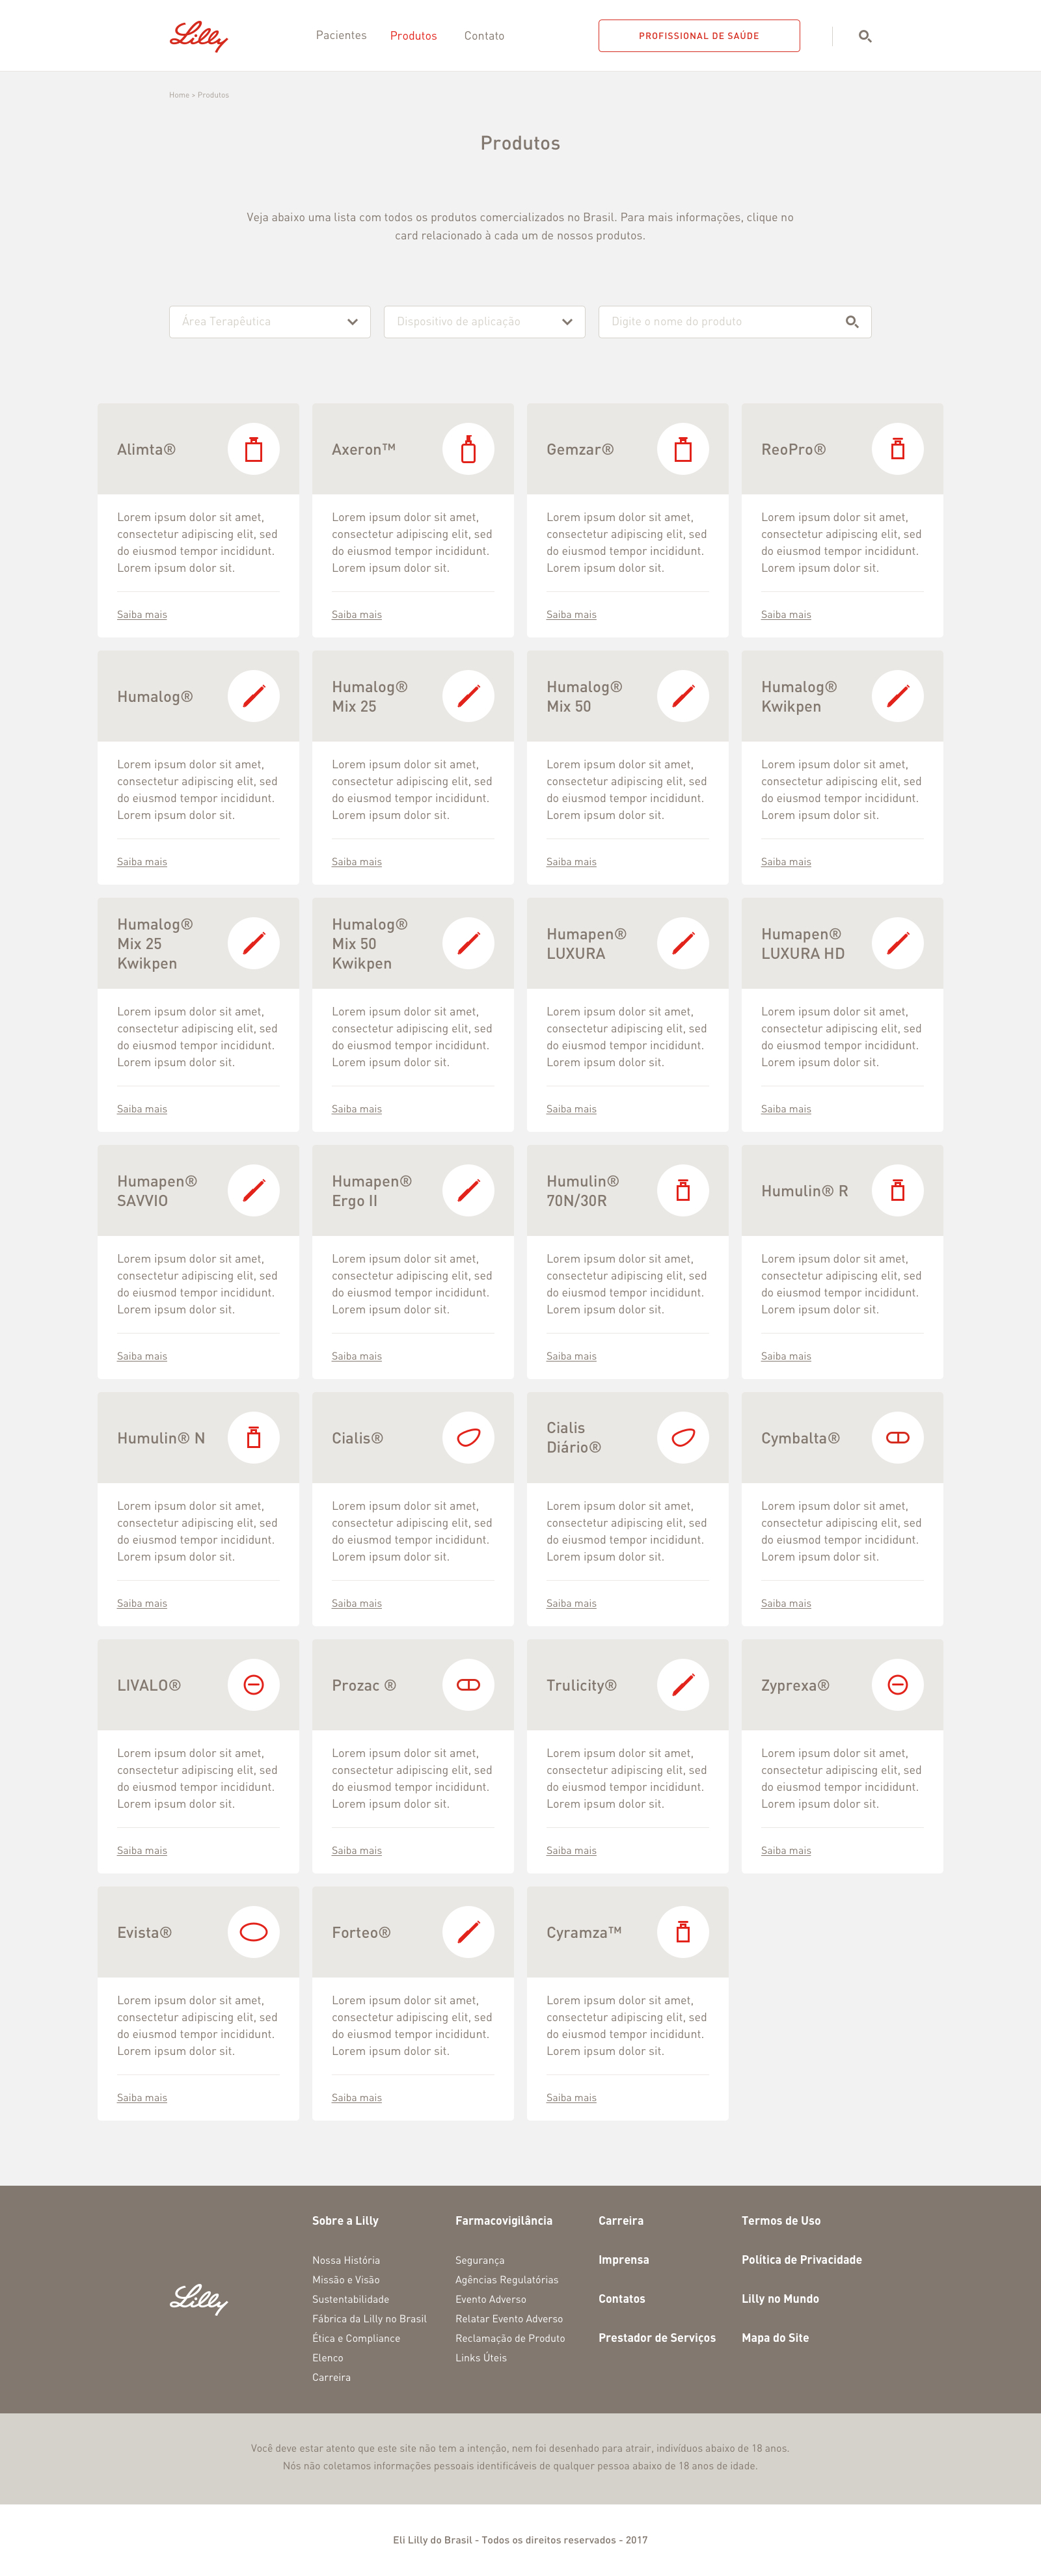 Lilly
Pacientes
Produtos
Contato
PROFISSIONAL DE SAÚDE
Home > Produtos
Produtos
Veja abaixo uma lista com todos os produtos comercializados no Brasil. Para mais informações, clique no
card relacionado à cada um de nossos produtos.
Área Terapêutica
Dispositivo de aplicação
Digite o nome do produto
Alimta®
Lorem ipsum dolor sit amet,
consectetur adipiscing elit, sed
do eiusmod tempor incididunt.
Lorem ipsum dolor sit.
Saiba mais
Axeron™
Lorem ipsum dolor sit amet,
consectetur adipiscing elit, sed
do eiusmod tempor incididunt.
Lorem ipsum dolor sit.
Saiba mais
Gemzar®
Lorem ipsum dolor sit amet,
consectetur adipiscing elit, sed
do eiusmod tempor incididunt.
Lorem ipsum dolor sit.
Saiba mais
ReoPro®
Lorem ipsum dolor sit amet,
consectetur adipiscing elit, sed
do eiusmod tempor incididunt.
Lorem ipsum dolor sit.
Saiba mais
Humalog®
Lorem ipsum dolor sit amet,
consectetur adipiscing elit, sed
do eiusmod tempor incididunt.
Lorem ipsum dolor sit.
Saiba mais
Humalog®
Mix 25
Lorem ipsum dolor sit amet,
consectetur adipiscing elit, sed
do eiusmod tempor incididunt.
Lorem ipsum dolor sit.
Saiba mais
Humalog®
Mix 50
Lorem ipsum dolor sit amet,
consectetur adipiscing elit, sed
do eiusmod tempor incididunt.
Lorem ipsum dolor sit.
Saiba mais
Humalog®
Kwikpen
Lorem ipsum dolor sit amet,
consectetur adipiscing elit, sed
do eiusmod tempor incididunt.
Lorem ipsum dolor sit.
Saiba mais
Humalog®
Mix 25
Kwikpen
Lorem ipsum dolor sit amet,
consectetur adipiscing elit, sed
do eiusmod tempor incididunt.
Lorem ipsum dolor sit.
Saiba mais
Humalog®
Mix 50
Kwikpen
Lorem ipsum dolor sit amet,
consectetur adipiscing elit, sed
do eiusmod tempor incididunt.
Lorem ipsum dolor sit.
Saiba mais
Humapen®
LUXURA
Lorem ipsum dolor sit amet,
consectetur adipiscing elit, sed
do eiusmod tempor incididunt.
Lorem ipsum dolor sit.
Saiba mais
Humapen®
LUXURA HD
Lorem ipsum dolor sit amet,
consectetur adipiscing elit, sed
do eiusmod tempor incididunt.
Lorem ipsum dolor sit.
Saiba mais
Humapen®
SAVVIO
Lorem ipsum dolor sit amet,
consectetur adipiscing elit, sed
do eiusmod tempor incididunt.
Lorem ipsum dolor sit.
Saiba mais
Humapen®
Ergo II
Lorem ipsum dolor sit amet,
consectetur adipiscing elit, sed
do eiusmod tempor incididunt.
Lorem ipsum dolor sit.
Saiba mais
Humulin®
70N/30R
Lorem ipsum dolor sit amet,
consectetur adipiscing elit, sed
do eiusmod tempor incididunt.
Lorem ipsum dolor sit.
Saiba mais
Humulin® R
Lorem ipsum dolor sit amet,
consectetur adipiscing elit, sed
do eiusmod tempor incididunt.
Lorem ipsum dolor sit.
Saiba mais
Humulin® N
Lorem ipsum dolor sit amet,
consectetur adipiscing elit, sed
do eiusmod tempor incididunt.
Lorem ipsum dolor sit.
Saiba mais
Cialis®
Lorem ipsum dolor sit amet,
consectetur adipiscing elit, sed
do eiusmod tempor incididunt.
Lorem ipsum dolor sit.
Saiba mais
Cialis
Diário®
Lorem ipsum dolor sit amet,
consectetur adipiscing elit, sed
do eiusmod tempor incididunt.
Lorem ipsum dolor sit.
Saiba mais
Cymbalta®
Lorem ipsum dolor sit amet,
consectetur adipiscing elit, sed
do eiusmod tempor incididunt.
Lorem ipsum dolor sit.
Saiba mais
LIVALO®
Lorem ipsum dolor sit amet,
consectetur adipiscing elit, sed
do eiusmod tempor incididunt.
Lorem ipsum dolor sit.
Saiba mais
Prozac ®
Lorem ipsum dolor sit amet,
consectetur adipiscing elit, sed
do eiusmod tempor incididunt.
Lorem ipsum dolor sit.
Saiba mais
Trulicity®
Lorem ipsum dolor sit amet,
consectetur adipiscing elit, sed
do eiusmod tempor incididunt.
Lorem ipsum dolor sit.
Saiba mais
Zyprexa®
Lorem ipsum dolor sit amet,
consectetur adipiscing elit, sed
do eiusmod tempor incididunt.
Lorem ipsum dolor sit.
Saiba mais
Evista®
Lorem ipsum dolor sit amet,
consectetur adipiscing elit, sed
do eiusmod tempor incididunt.
Lorem ipsum dolor sit.
Saiba mais
Forteo®
Lorem ipsum dolor sit amet,
consectetur adipiscing elit, sed
do eiusmod tempor incididunt.
Lorem ipsum dolor sit.
Saiba mais
Cyramza™
Lorem ipsum dolor sit amet,
consectetur adipiscing elit, sed
do eiusmod tempor incididunt.
Lorem ipsum dolor sit.
Saiba mais
Lilly
Sobre a Lilly
Nossa História
Missão e Visão
Sustentabilidade
Fábrica da Lilly no Brasil
Ética e Compliance
Elenco
Carreira
Farmacovigilância
Segurança
Agências Regulatórias
Evento Adverso
Relatar Evento Adverso
Reclamação de Produto
Links Úteis
Carreira
Imprensa
Contatos
Prestador de Serviços
Termos de Uso
Política de Privacidade
Lilly no Mundo
Mapa do Site
Você deve estar atento que este site não tem a intenção, nem foi desenhado para atrair, indivíduos abaixo de 18 anos.
Nós não coletamos informações pessoais identificáveis de qualquer pessoa abaixo de 18 anos de idade.
Eli Lilly do Brasil - Todos os direitos reservados - 2017